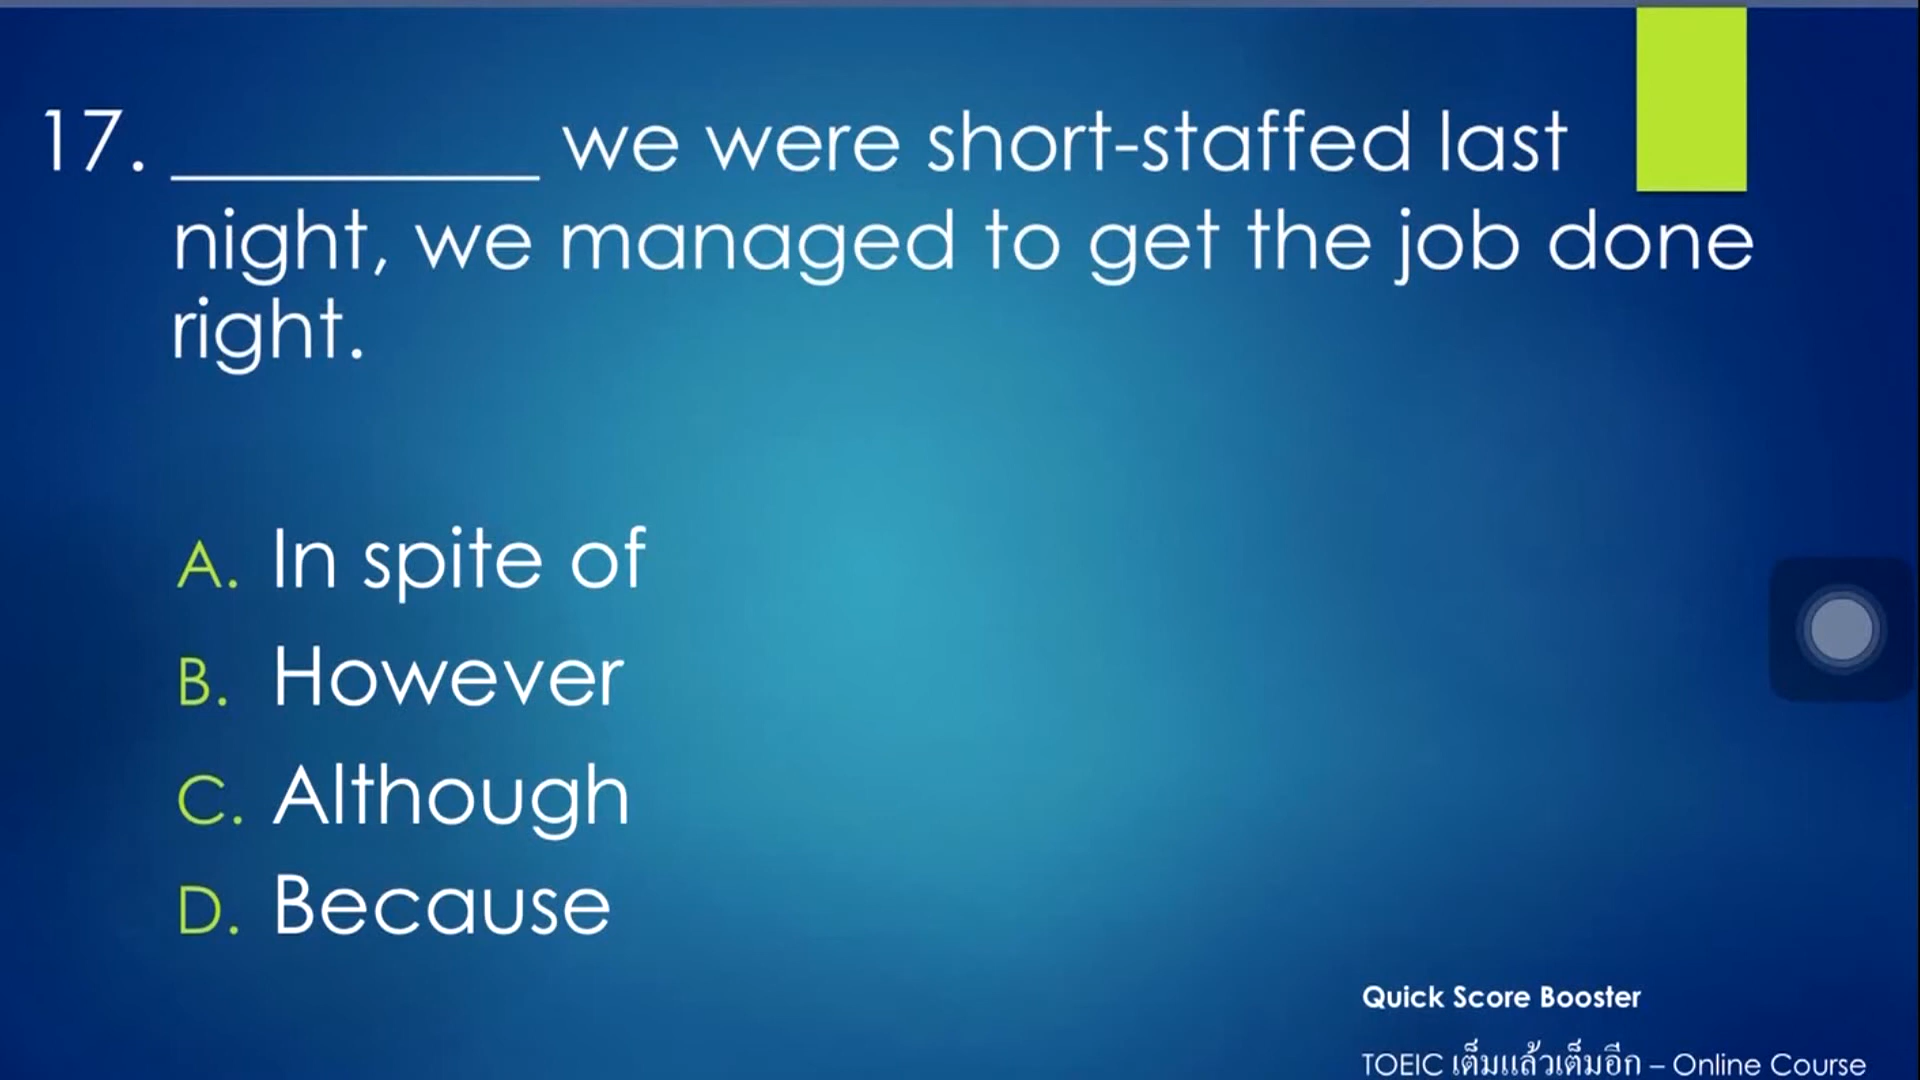 17. __________ we were short-staffed last
night, we managed to get the job done
right.
A. In spite of
B. However
C. Although
D. Because
Quick Score Booster
TOEIC เต็มแล้วเต็มอีก – Online Course